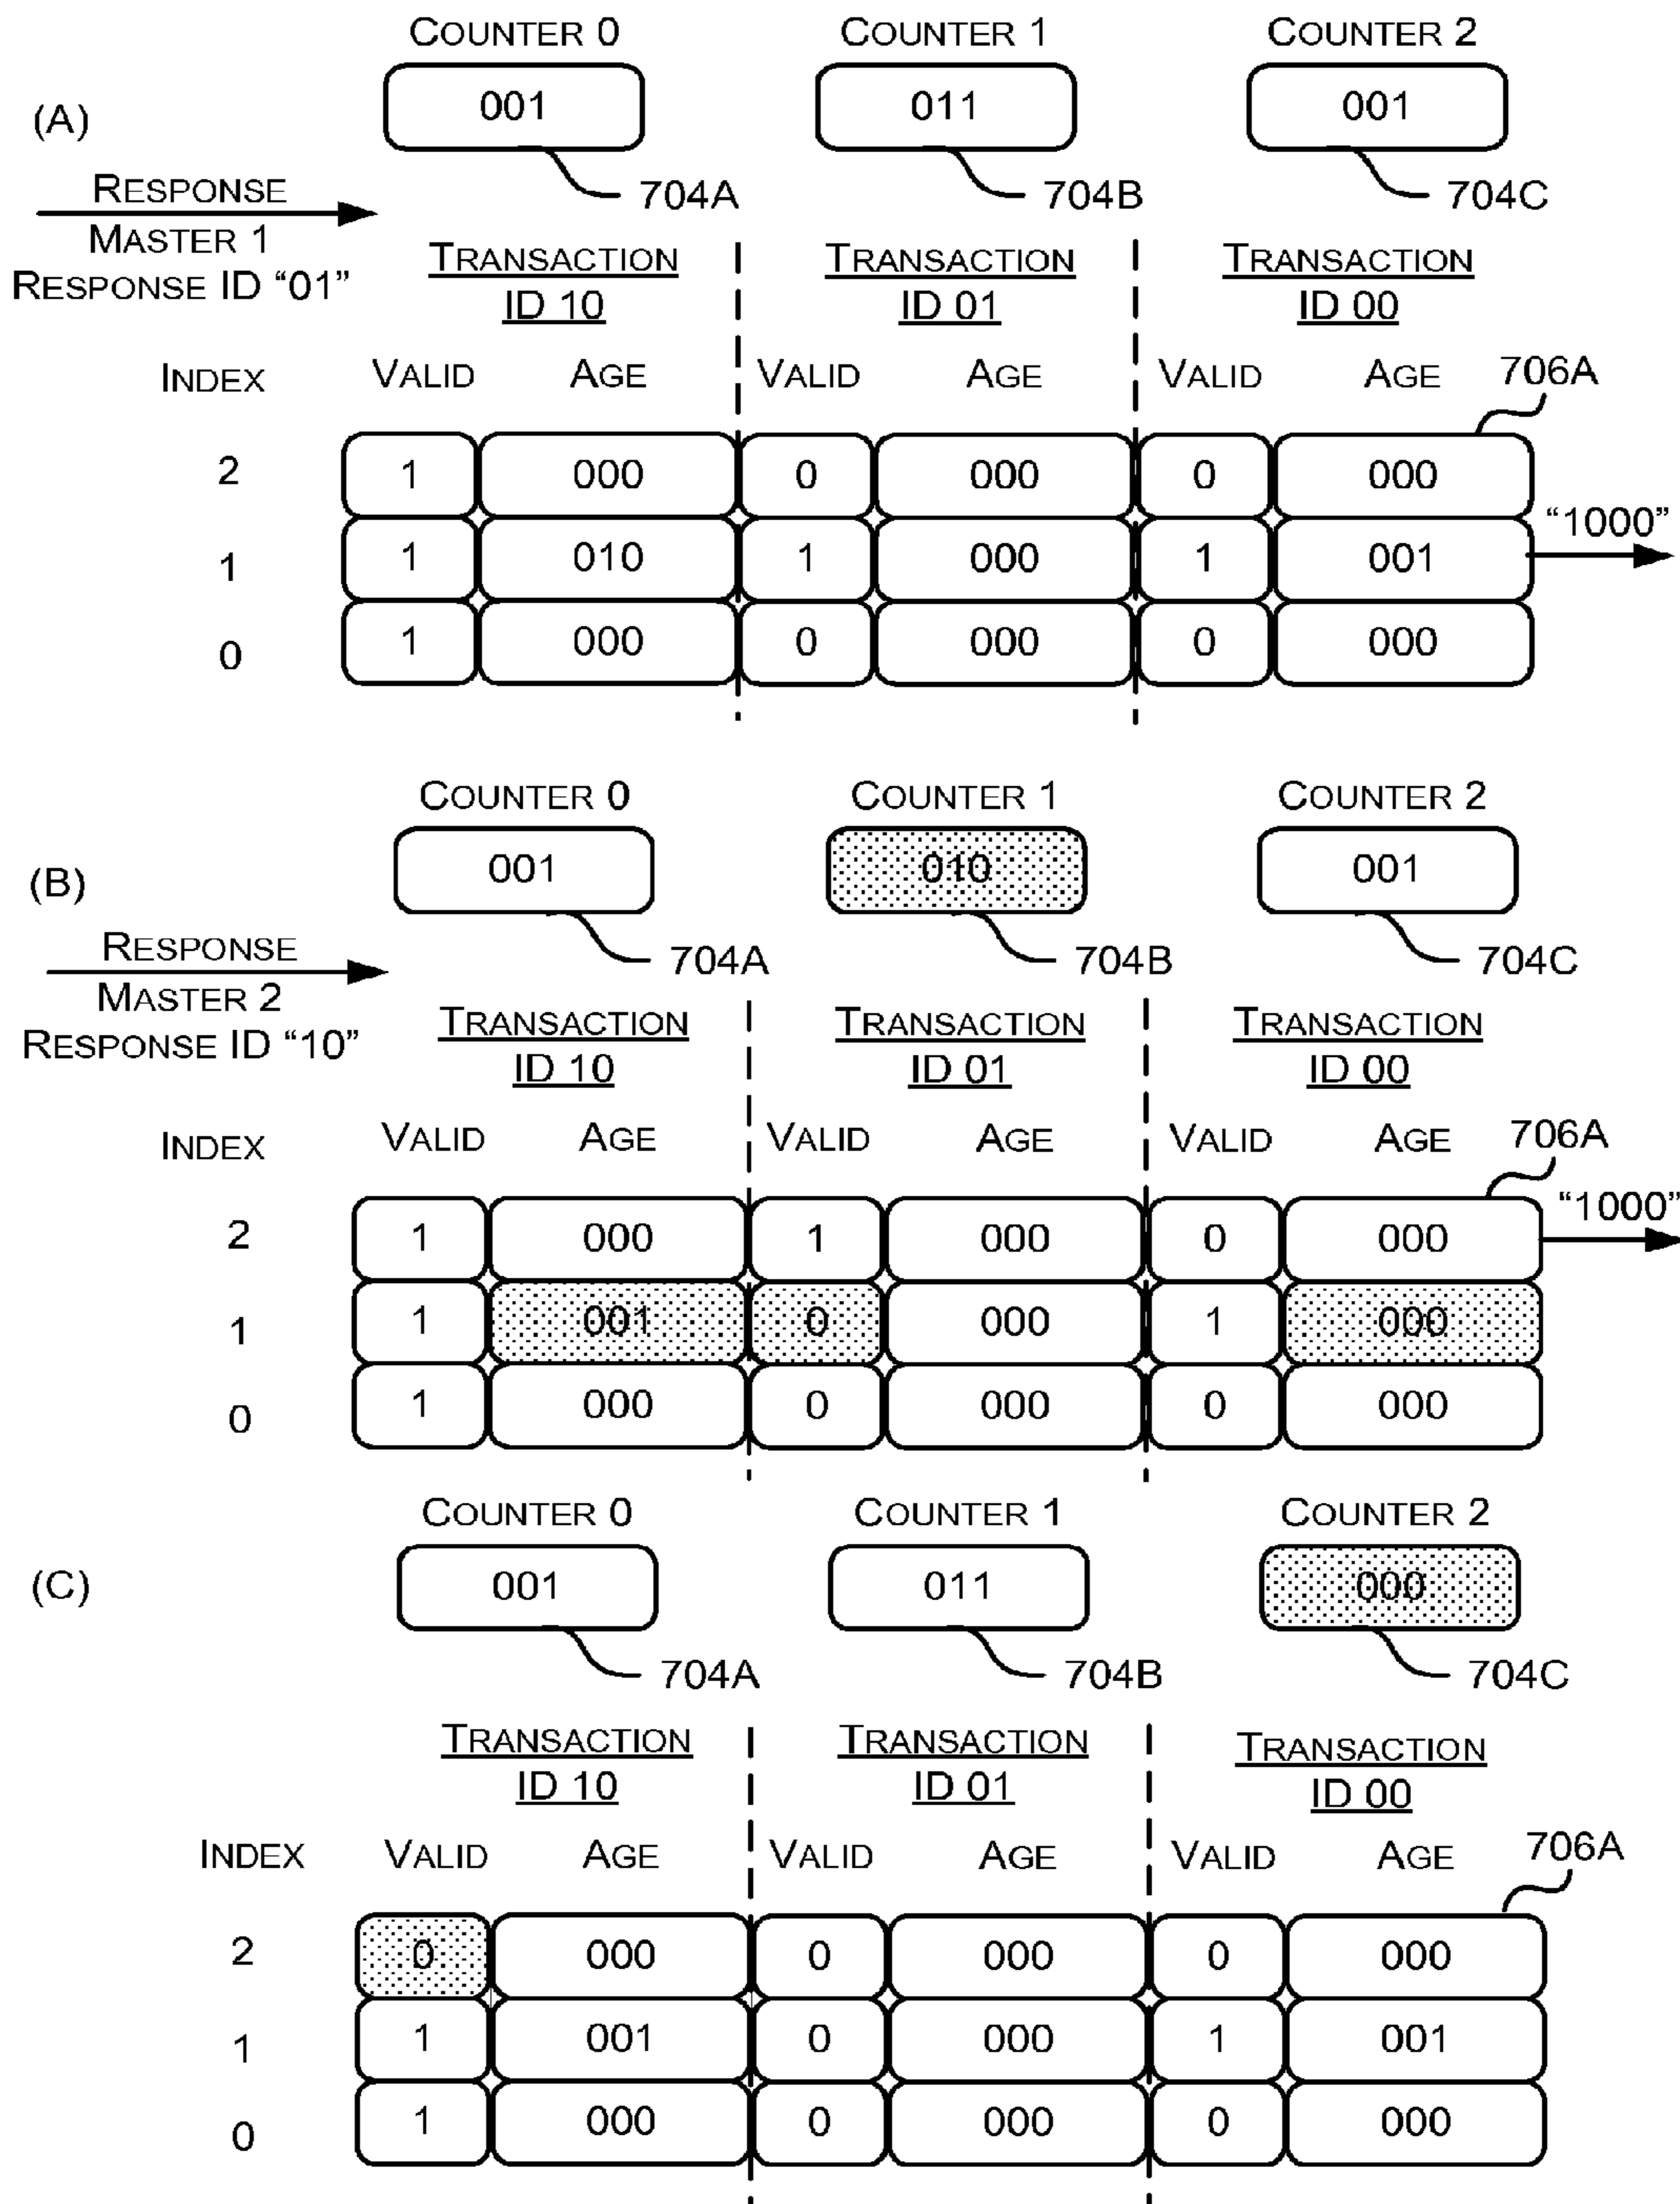 COUNTER 0 COUNTER 1 COUNTER 2
(A) 001 011 001
704A 704B 704C
RESPONSE
MASTER 1
RESPONSE ID “01”
TRANSACTION ID 10 TRANSACTION ID 01 TRANSACTION ID 00
INDEX VALID AGE VALID AGE VALID AGE 706A
2 1 000 0 000 0 000
1 1 010 1 000 1 001 “1000”
0 1 000 0 000 0 000
COUNTER 0 COUNTER 1 COUNTER 2
(B) 001 010 001
704A 704B 704C
RESPONSE
MASTER 2
RESPONSE ID “10”
TRANSACTION ID 10 TRANSACTION ID 01 TRANSACTION ID 00
INDEX VALID AGE VALID AGE VALID AGE 706A
2 1 000 1 000 0 000 “1000”
1 1 001 0 000 1 000
0 1 000 0 000 0 000
COUNTER 0 COUNTER 1 COUNTER 2
(C) 001 011 000
704A 704B 704C
TRANSACTION ID 10 TRANSACTION ID 01 TRANSACTION ID 00
INDEX VALID AGE VALID AGE VALID AGE 706A
2 0 000 0 000 0 000
1 1 001 0 000 1 001
0 1 000 0 000 0 000